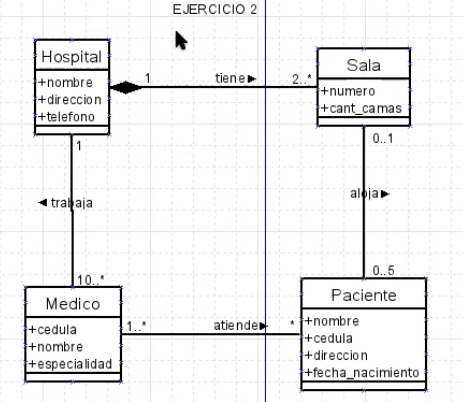 EJERCICIO 2
Hospital
+nombre
+direccion
+telefono
1
tiene
2..*
Sala
+numero
+cant_camas
1
trabaja
10..*
0..1
aloja
0..5
Medico
+cedula
+nombre
+especialidad
1..*
atiende
*
Paciente
+nombre
+cedula
+direccion
+fecha_nacimiento